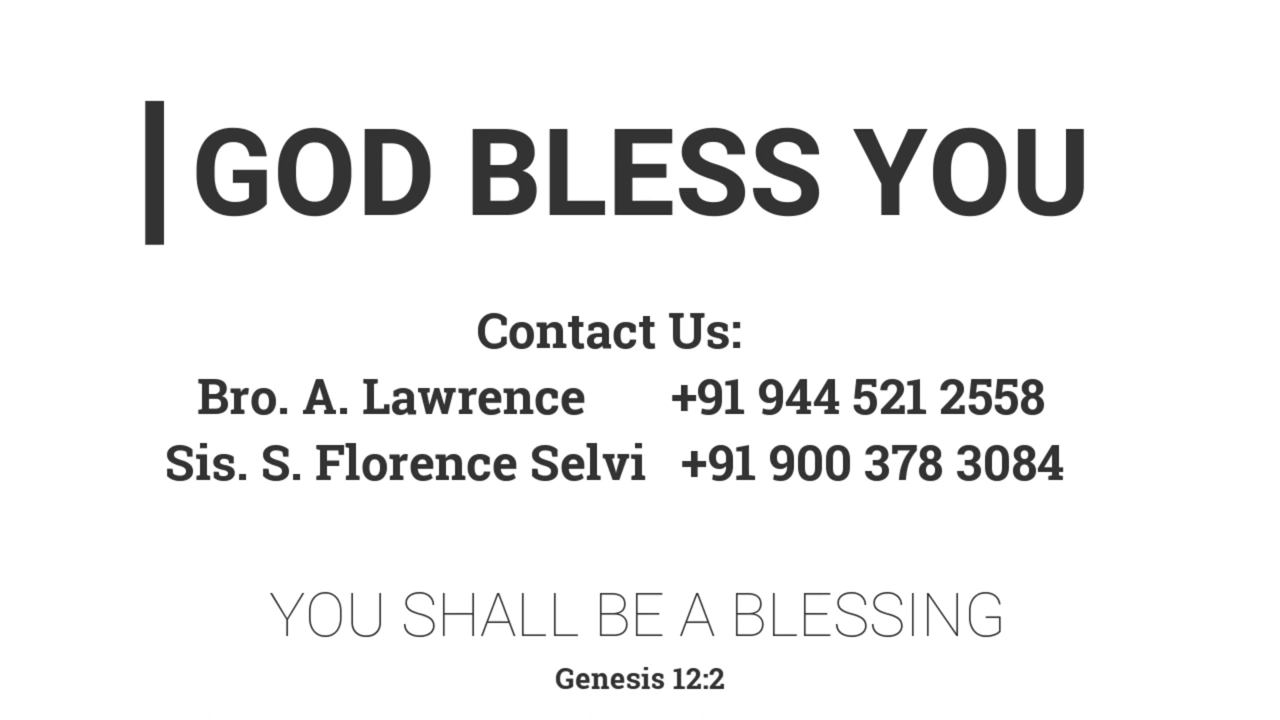 GOD BLESS YOU
Contact Us:
Bro. A. Lawrence +91 944 521 2558
Sis. S. Florence Selvi +91 900 378 3084
YOU SHALL BE A BLESSING
Genesis 12:2